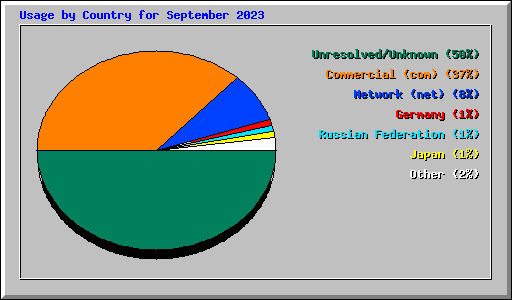 Usage by Country for September 2023
Unresolved/Unknown (50%)
Commercial (com) (37%)
Network (net) (8%)
Germany (1%)
Russian Federation (1%)
Japan (1%)
Other (2%)